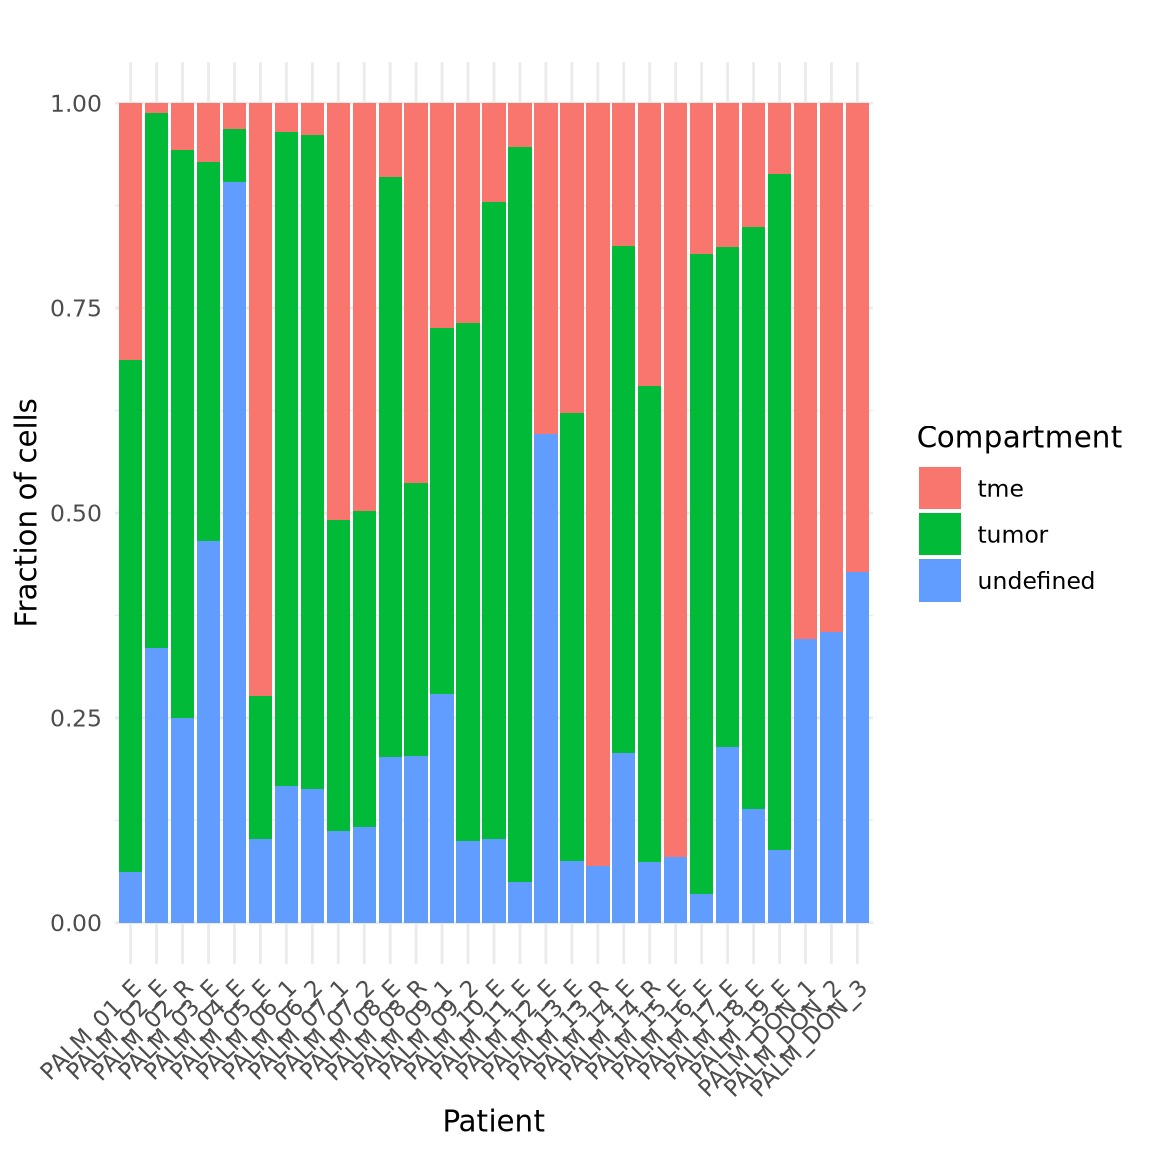 1.00
0.75
0.50
0.25
0.00
Fraction of cells
PALM_01_E
PALM_02_E
PALM_02_R
PALM_03_E
PALM_04_E
PALM_05_E
PALM_06_1
PALM_06_2
PALM_07_1
PALM_07_2
PALM_08_E
PALM_08_R
PALM_09_1
PALM_09_2
PALM_10_E
PALM_11_E
PALM_12_E
PALM_13_E
PALM_13_R
PALM_14_E
PALM_14_R
PALM_15_E
PALM_16_E
PALM_17_E
PALM_18_E
PALM_19_E
PALM_DON_1
PALM_DON_2
PALM_DON_3
Patient
Compartment
tme
tumor
undefined